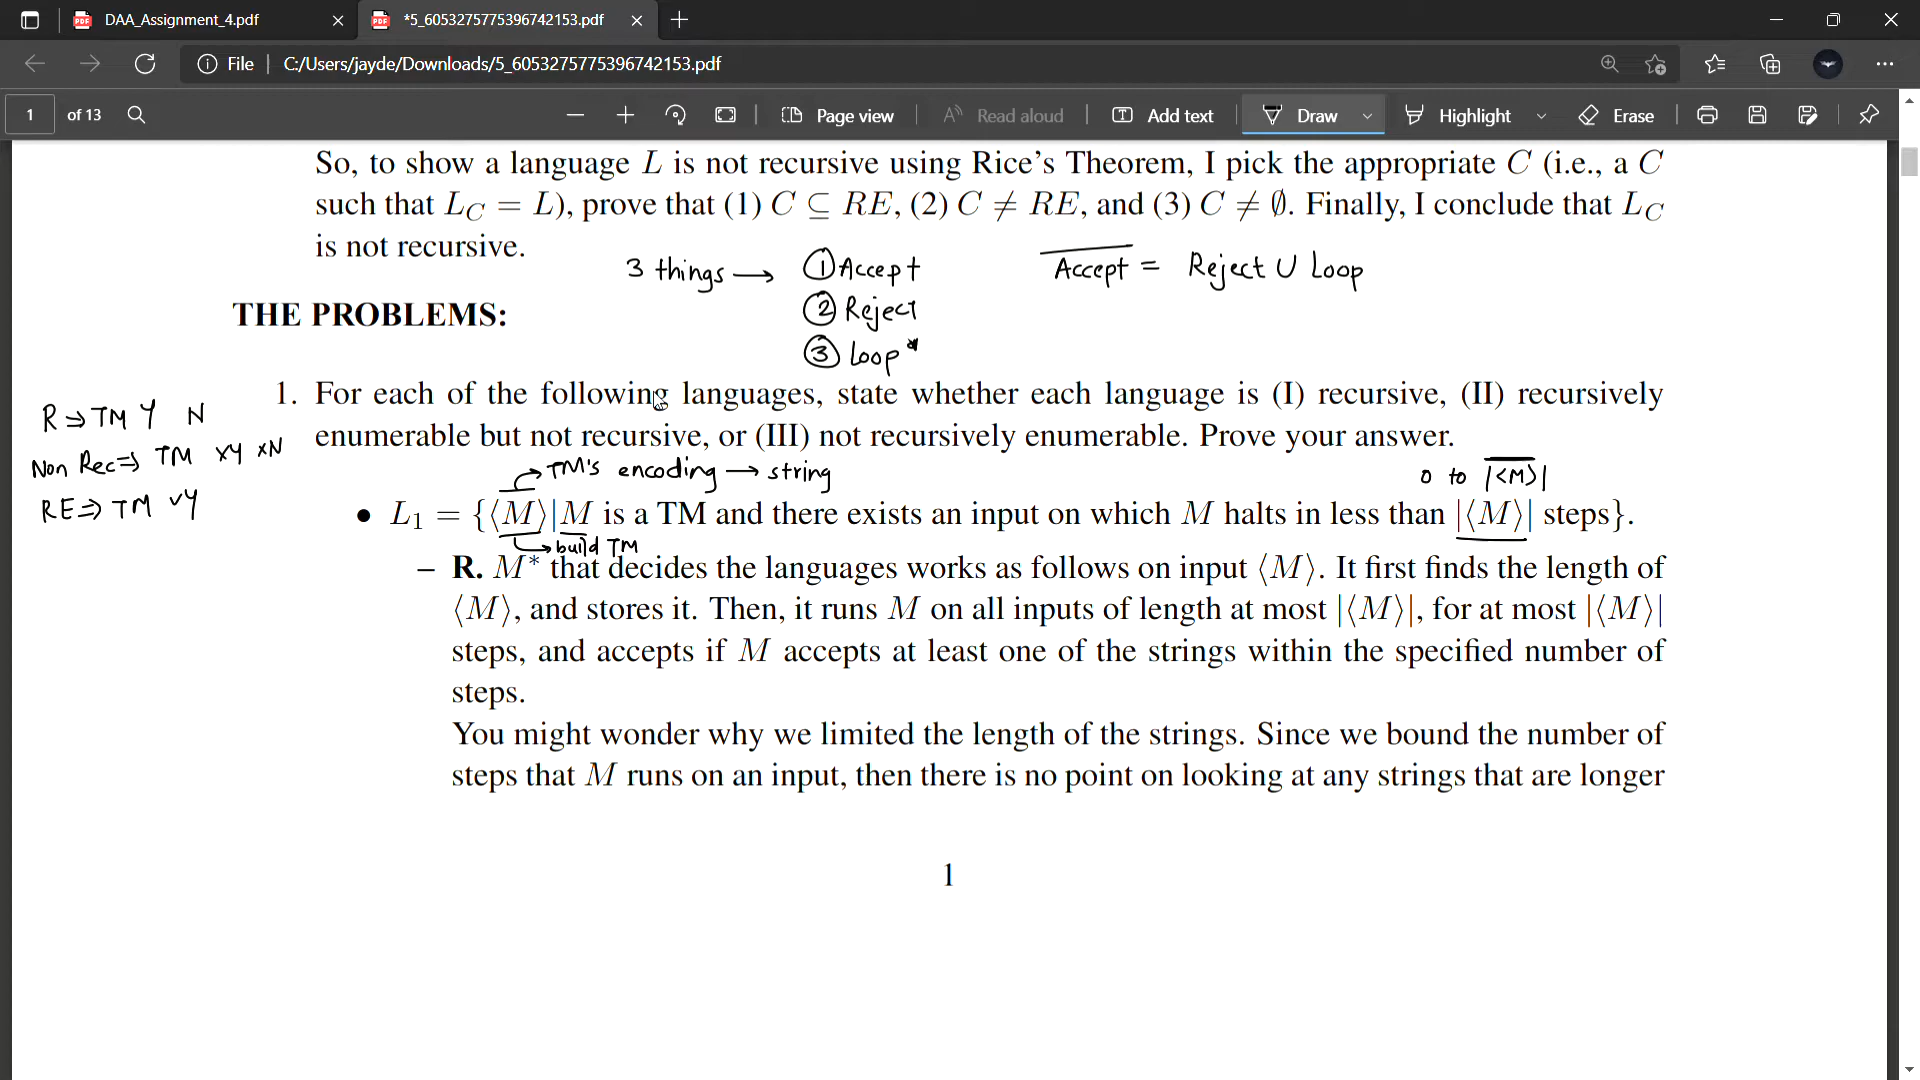 DAA_Assignment_4.pdf
*5_6053275775396742153.pdf
File
C:/Users/jayde/Downloads/5_6053275775396742153.pdf
1
of 13
Page view
Read aloud
Add text
Draw
Highlight
Erase
So, to show a language L is not recursive using Rice's Theorem, I pick the appropriate C (i.e., a C
such that L_C = L), prove that (1) C ⊆ RE, (2) C ≠ RE, and (3) C ≠ ∅. Finally, I conclude that L_C
is not recursive.
3 things → ① Accept
② Reject
③ Loop*
A̅c̅c̅e̅p̅t̅ = Reject ∪ Loop
THE PROBLEMS:
1. For each of the following languages, state whether each language is (I) recursive, (II) recursively
enumerable but not recursive, or (III) not recursively enumerable. Prove your answer.
R ⇒ TM Y N
Non Rec ⇒ TM xY xN
RE ⇒ TM ✓Y
TM's encoding → string
0 to |⟨M⟩|
• L₁ = {⟨M⟩|M is a TM and there exists an input on which M halts in less than |⟨M⟩| steps}.
build TM
– R. M* that decides the languages works as follows on input ⟨M⟩. It first finds the length of
⟨M⟩, and stores it. Then, it runs M on all inputs of length at most |⟨M⟩|, for at most |⟨M⟩|
steps, and accepts if M accepts at least one of the strings within the specified number of
steps.
You might wonder why we limited the length of the strings. Since we bound the number of
steps that M runs on an input, then there is no point on looking at any strings that are longer
1